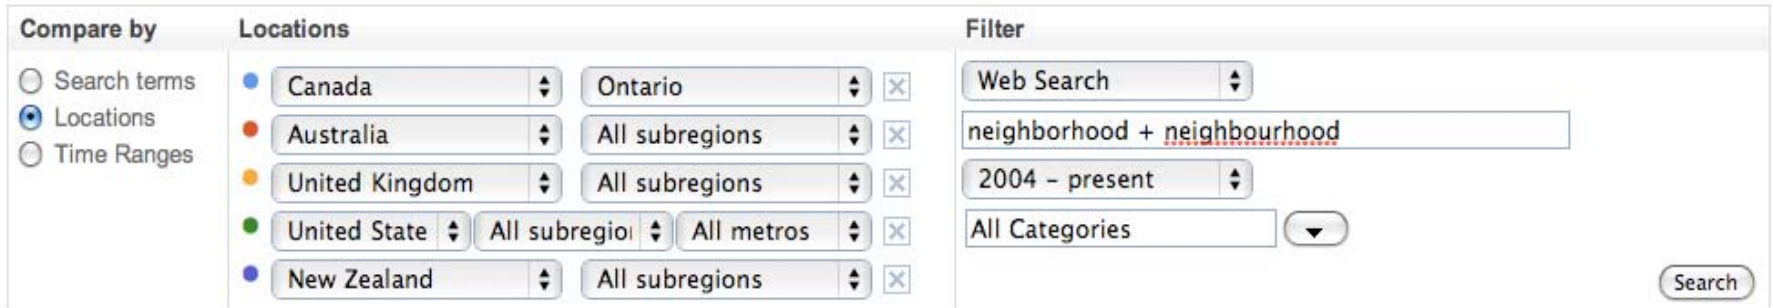 Compare by
Locations
Filter
Search terms
Locations
Time Ranges
Canada Ontario
Australia All subregions
United Kingdom All subregions
United State All subregio All metros
New Zealand All subregions
Web Search
neighborhood + neighbourhood
2004 – present
All Categories
Search